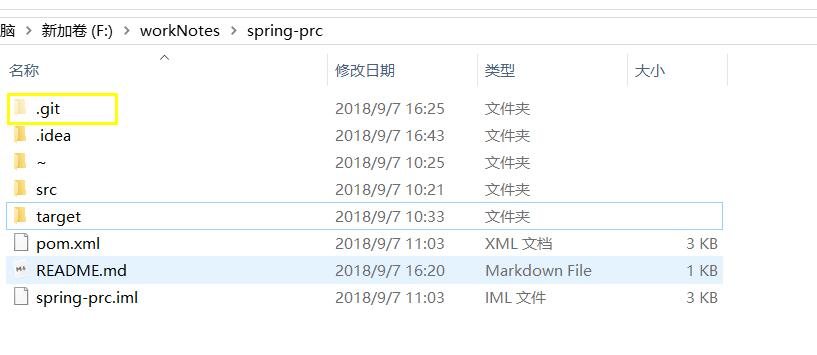 脑 新加卷 (F:) workNotes spring-prc
名称 修改日期 类型 大小
.git 2018/9/7 16:25 文件夹
.idea 2018/9/7 16:43 文件夹
~ 2018/9/7 10:25 文件夹
src 2018/9/7 10:21 文件夹
target 2018/9/7 10:33 文件夹
pom.xml 2018/9/7 11:03 XML 文档 3 KB
README.md 2018/9/7 16:20 Markdown File 1 KB
spring-prc.iml 2018/9/7 11:03 IML 文件 3 KB